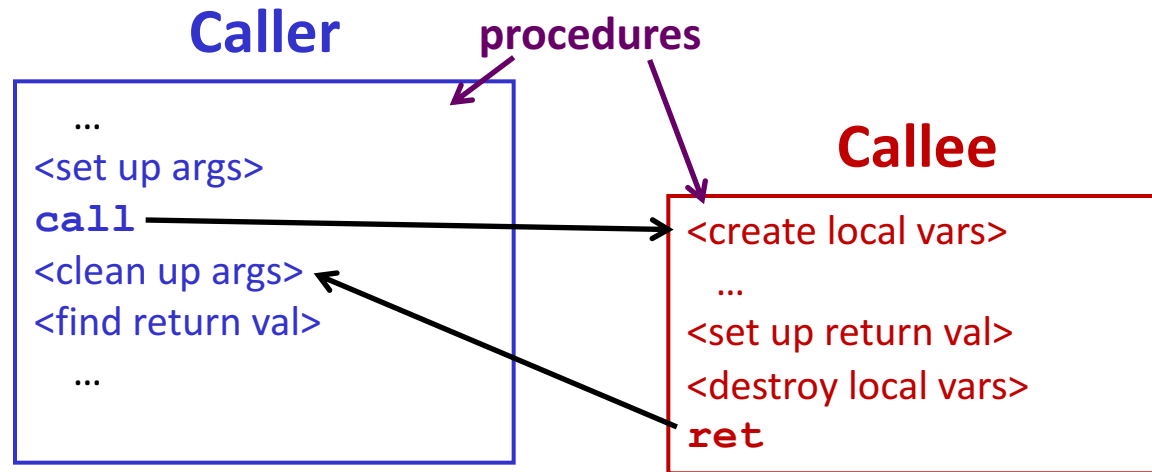 Caller
procedures
...
<set up args>
call
<clean up args>
<find return val>
...
Callee
<create local vars>
...
<set up return val>
<destroy local vars>
ret